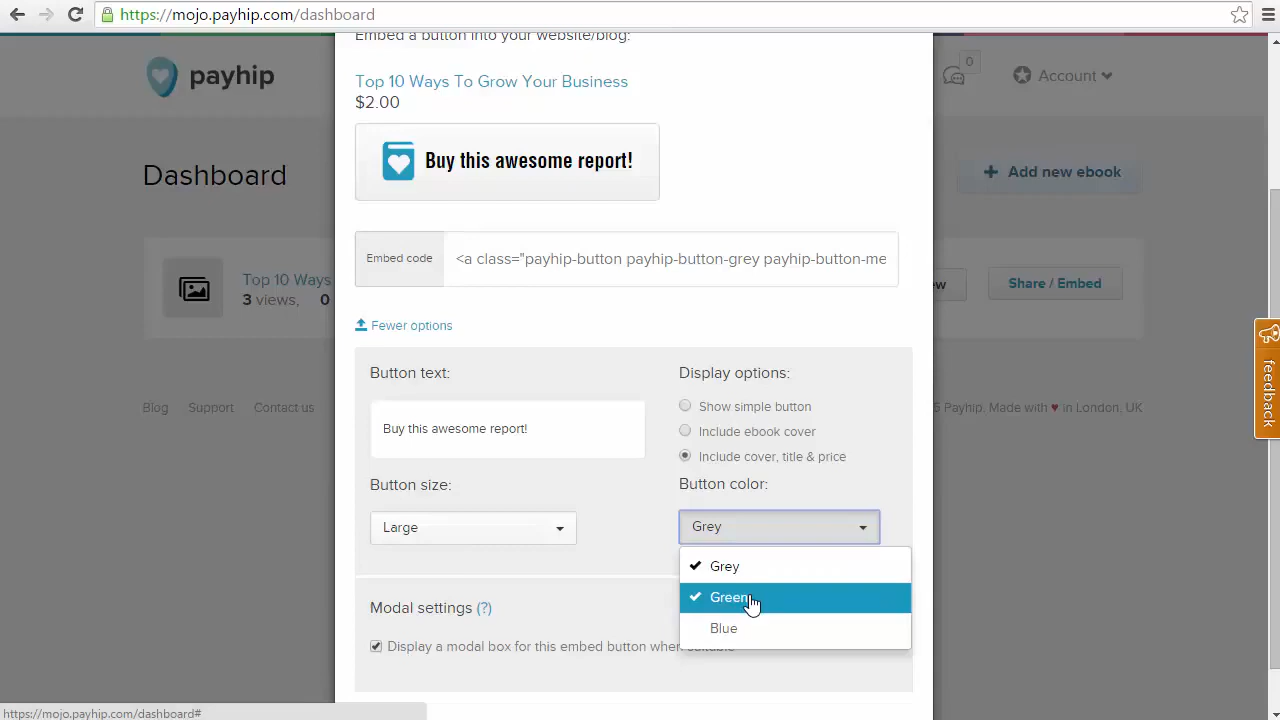 https://mojo.payhip.com/dashboard
Embed a button into your website/blog:
payhip
0
Account
Top 10 Ways To Grow Your Business
$2.00
Buy this awesome report!
Dashboard
Add new ebook
Embed code
<a class="payhip-button payhip-button-grey payhip-button-me
Top 10 Ways
3 views, 0
Share / Embed
Fewer options
feedback
Button text:
Display options:
Show simple button
Blog
Support
Contact us
Payhip. Made with ♥ in London, UK
Buy this awesome report!
Include ebook cover
Include cover, title & price
Button size:
Button color:
Large
Grey
Grey
Green
Blue
Modal settings (?)
Display a modal box for this embed button when suitable
https://mojo.payhip.com/dashboard#